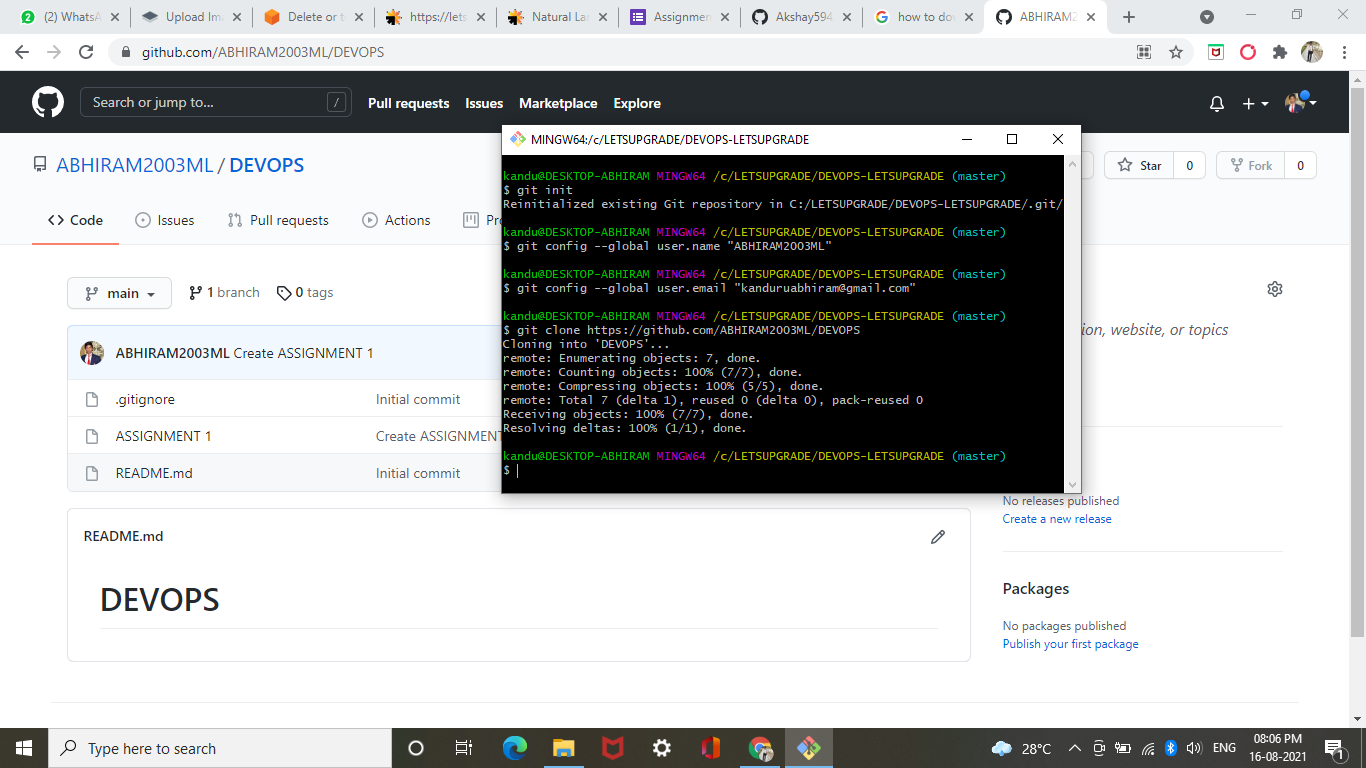 (2) WhatsA
Upload Ima
Delete or t
https://lets
Natural La
Assignmen
Akshay594
how to do
ABHIRAM2
github.com/ABHIRAM2003ML/DEVOPS
Search or jump to...
/
Pull requests
Issues
Marketplace
Explore
ABHIRAM2003ML / DEVOPS
Star
0
Fork
0
Code
Issues
Pull requests
Actions
Pro
main
1 branch
0 tags
ABHIRAM2003ML Create ASSIGNMENT 1
.gitignore
Initial commit
ASSIGNMENT 1
Create ASSIGNMENT
README.md
Initial commit
README.md
DEVOPS
MINGW64:/c/LETSUPGRADE/DEVOPS-LETSUPGRADE
kandu@DESKTOP-ABHIRAM MINGW64 /c/LETSUPGRADE/DEVOPS-LETSUPGRADE (master)
$ git init
Reinitialized existing Git repository in C:/LETSUPGRADE/DEVOPS-LETSUPGRADE/.git/
kandu@DESKTOP-ABHIRAM MINGW64 /c/LETSUPGRADE/DEVOPS-LETSUPGRADE (master)
$ git config --global user.name "ABHIRAM2003ML"
kandu@DESKTOP-ABHIRAM MINGW64 /c/LETSUPGRADE/DEVOPS-LETSUPGRADE (master)
$ git config --global user.email "kanduruabhiram@gmail.com"
kandu@DESKTOP-ABHIRAM MINGW64 /c/LETSUPGRADE/DEVOPS-LETSUPGRADE (master)
$ git clone https://github.com/ABHIRAM2003ML/DEVOPS
Cloning into 'DEVOPS'...
remote: Enumerating objects: 7, done.
remote: Counting objects: 100% (7/7), done.
remote: Compressing objects: 100% (5/5), done.
remote: Total 7 (delta 1), reused 0 (delta 0), pack-reused 0
Receiving objects: 100% (7/7), done.
Resolving deltas: 100% (1/1), done.
kandu@DESKTOP-ABHIRAM MINGW64 /c/LETSUPGRADE/DEVOPS-LETSUPGRADE (master)
$
ion, website, or topics
No releases published
Create a new release
Packages
No packages published
Publish your first package
Type here to search
28°C
ENG
08:06 PM
16-08-2021
1